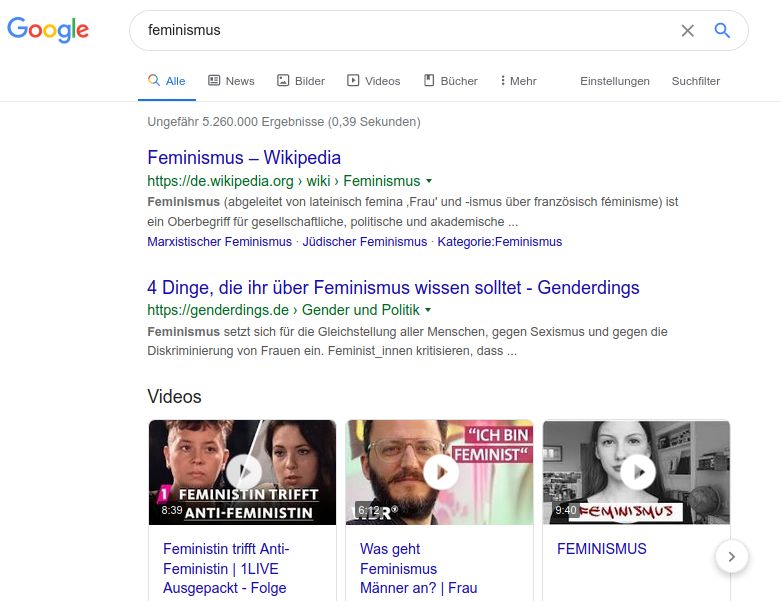 Google
feminismus
Alle News Bilder Videos Bücher Mehr Einstellungen Suchfilter
Ungefähr 5.260.000 Ergebnisse (0,39 Sekunden)
Feminismus – Wikipedia
https://de.wikipedia.org › wiki › Feminismus
Feminismus (abgeleitet von lateinisch femina ‚Frau' und -ismus über französisch féminisme) ist
ein Oberbegriff für gesellschaftliche, politische und akademische ...
Marxistischer Feminismus · Jüdischer Feminismus · Kategorie:Feminismus
4 Dinge, die ihr über Feminismus wissen solltet - Genderdings
https://genderdings.de › Gender und Politik
Feminismus setzt sich für die Gleichstellung aller Menschen, gegen Sexismus und gegen die
Diskriminierung von Frauen ein. Feminist_innen kritisieren, dass ...
Videos
1 FEMINISTIN TRIFFT
ANTI-FEMINISTIN
8:39
Feministin trifft Anti-
Feministin | 1LIVE
Ausgepackt - Folge
"ICH BIN
FEMINIST"
6:12
WDR
Was geht
Feminismus
Männer an? | Frau
9:40
FEMINISMUS
FEMINISMUS